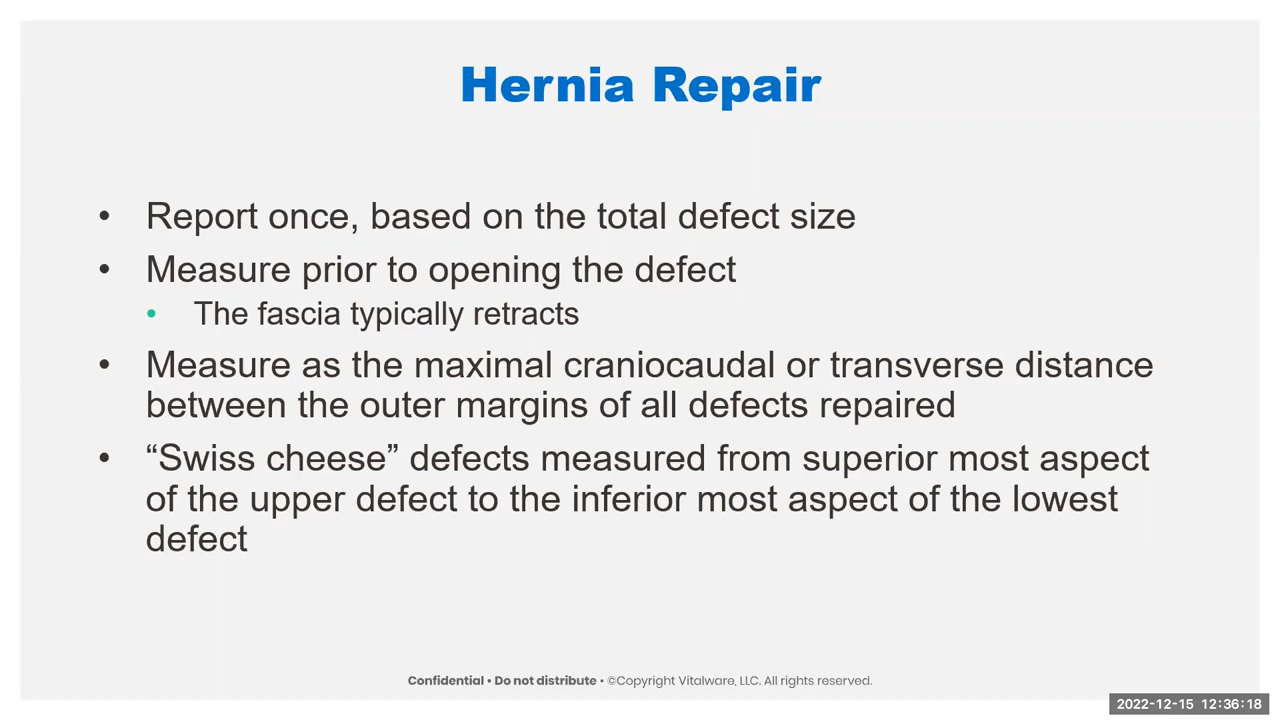 Hernia Repair
• Report once, based on the total defect size
• Measure prior to opening the defect
• The fascia typically retracts
• Measure as the maximal craniocaudal or transverse distance
between the outer margins of all defects repaired
• “Swiss cheese” defects measured from superior most aspect
of the upper defect to the inferior most aspect of the lowest
defect
Confidential • Do not distribute • ©Copyright Vitalware, LLC. All rights reserved.
2022-12-15 12:36:18